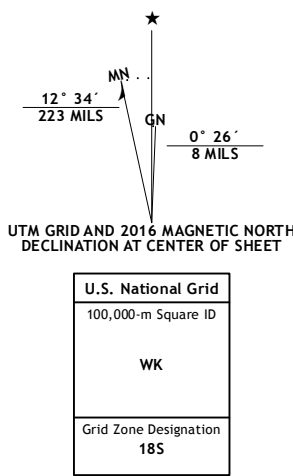 ★
MN
GN
12° 34´
223 MILS
0° 26´
8 MILS
UTM GRID AND 2016 MAGNETIC NORTH
DECLINATION AT CENTER OF SHEET
U.S. National Grid
100,000-m Square ID
WK
Grid Zone Designation
18S